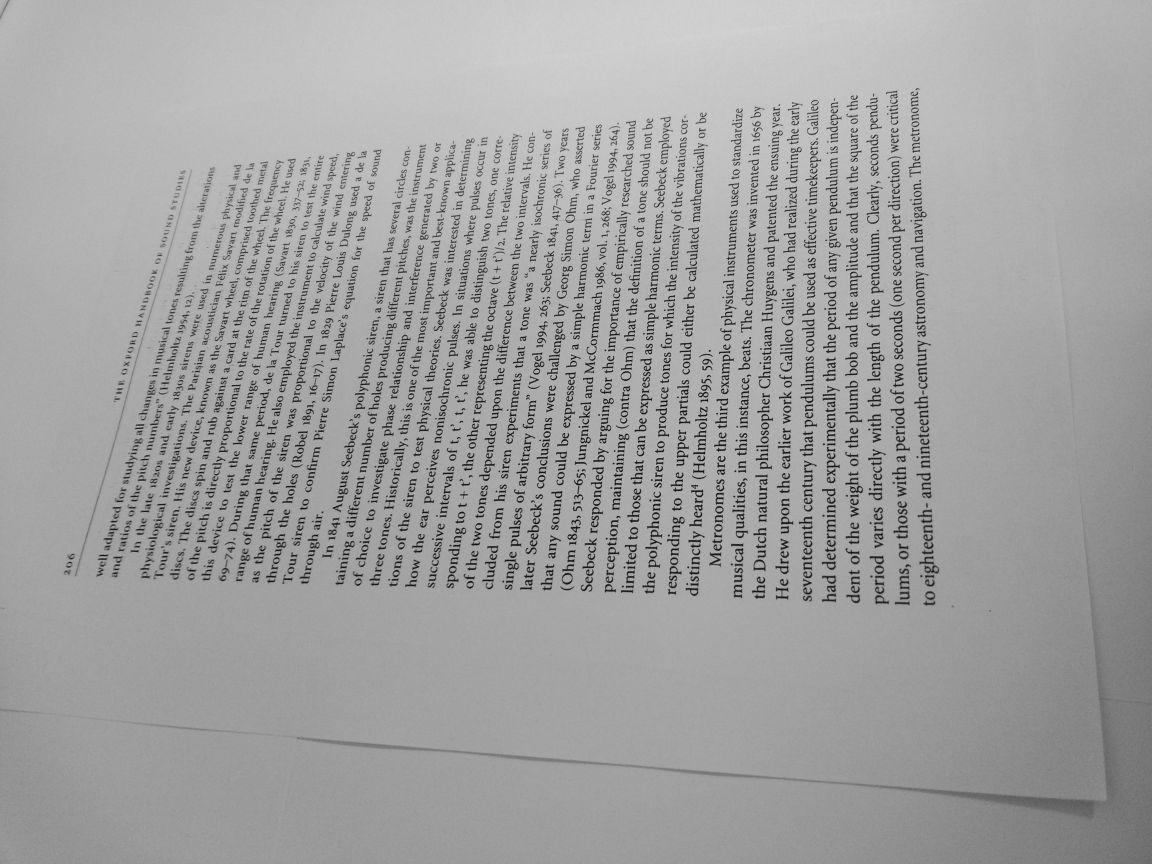 206
THE OXFORD HANDBOOK OF SOUND STUDIES
well adapted for studying all changes in musical tones resulting from the alterations
and ratios of the pitch numbers" (Helmholtz 1954, 12).
In the late 1820s and early 1830s sirens were used in numerous physical and
physiological investigations. The Parisian acoustician Félix Savart modified de la
Tour's siren. His new device, known as the Savart wheel, comprised toothed metal
discs. The discs spin and rub against a card at the rim of the wheel. The frequency
of the pitch is directly proportional to the rate of the rotation of the wheel. He used
this device to test the lower range of human hearing (Savart 1830, 337–52; 1831,
69–74). During that same period, de la Tour turned to his siren to test the entire
range of human hearing. He also employed the instrument to calculate wind speed,
as the pitch of the siren was proportional to the velocity of the wind entering
through the holes (Robel 1891, 16–17). In 1829 Pierre Louis Dulong used a de la
Tour siren to confirm Pierre Simon Laplace's equation for the speed of sound
through air.
In 1841 August Seebeck's polyphonic siren, a siren that has several circles con-
taining a different number of holes producing different pitches, was the instrument
of choice to investigate phase relationship and interference generated by two or
three tones. Historically, this is one of the most important and best-known applica-
tions of the siren to test physical theories. Seebeck was interested in determining
how the ear perceives nonisochronic pulses. In situations where pulses occur in
successive intervals of t, t', t, t', t, t', he was able to distinguish two tones, one corre-
sponding to t + t', the other representing the octave (t + t')/2. The relative intensity
of the two tones depended upon the difference between the two intervals. He con-
cluded from his siren experiments that a tone was "a nearly isochronic series of
single pulses of arbitrary form" (Vogel 1994, 263; Seebeck 1841, 417–36). Two years
later Seebeck's conclusions were challenged by Georg Simon Ohm, who asserted
that any sound could be expressed by a simple harmonic term in a Fourier series
(Ohm 1843, 513–65; Jungnickel and McCormmach 1986, vol. 1, 268; Vogel 1994, 264).
Seebeck responded by arguing for the importance of empirically researched sound
perception, maintaining (contra Ohm) that the definition of a tone should not be
limited to those that can be expressed as simple harmonic terms. Seebeck employed
the polyphonic siren to produce tones for which the intensity of the vibrations cor-
responding to the upper partials could either be calculated mathematically or be
distinctly heard⁴ (Helmholtz 1895, 59).
Metronomes are the third example of physical instruments used to standardize
musical qualities, in this instance, beats. The chronometer was invented in 1656 by
the Dutch natural philosopher Christiaan Huygens and patented the ensuing year.
He drew upon the earlier work of Galileo Galilei, who had realized during the early
seventeenth century that pendulums could be used as effective timekeepers. Galileo
had determined experimentally that the period of any given pendulum is indepen-
dent of the weight of the plumb bob and the amplitude and that the square of the
period varies directly with the length of the pendulum. Clearly, seconds pendu-
lums, or those with a period of two seconds (one second per direction) were critical
to eighteenth- and nineteenth-century astronomy and navigation. The metronome,